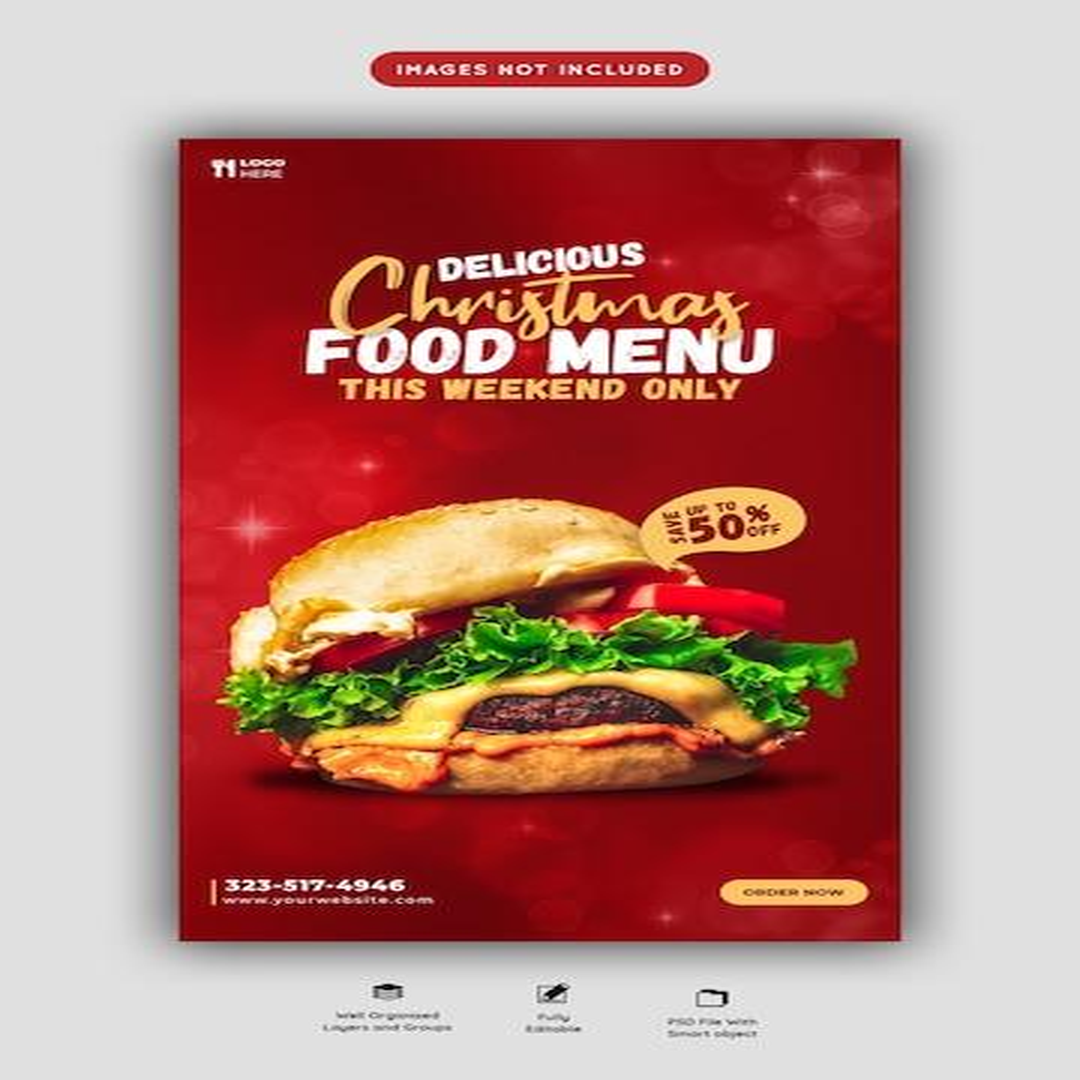 IMAGES NOT INCLUDED
LOGO
HERE
DELICIOUS
Christmas
FOOD MENU
THIS WEEKEND ONLY
SAVE UP TO
50%
OFF
323-517-4946
www.yourwebsite.com
ORDER NOW
Well Organized
Layers and Groups
Fully
Editable
PSD File With
Smart object